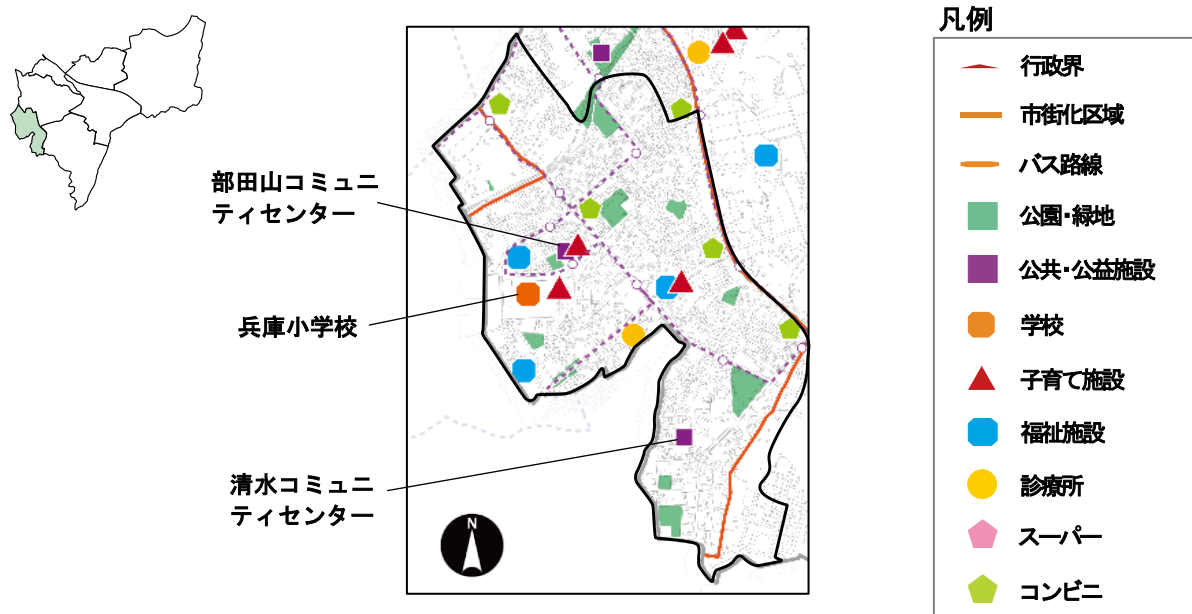 凡例
行政界
市街化区域
バス路線
公園・緑地
公共・公益施設
学校
子育て施設
福祉施設
診療所
スーパー
コンビニ
部田山コミュニ
ティセンター
兵庫小学校
清水コミュニ
ティセンター
N